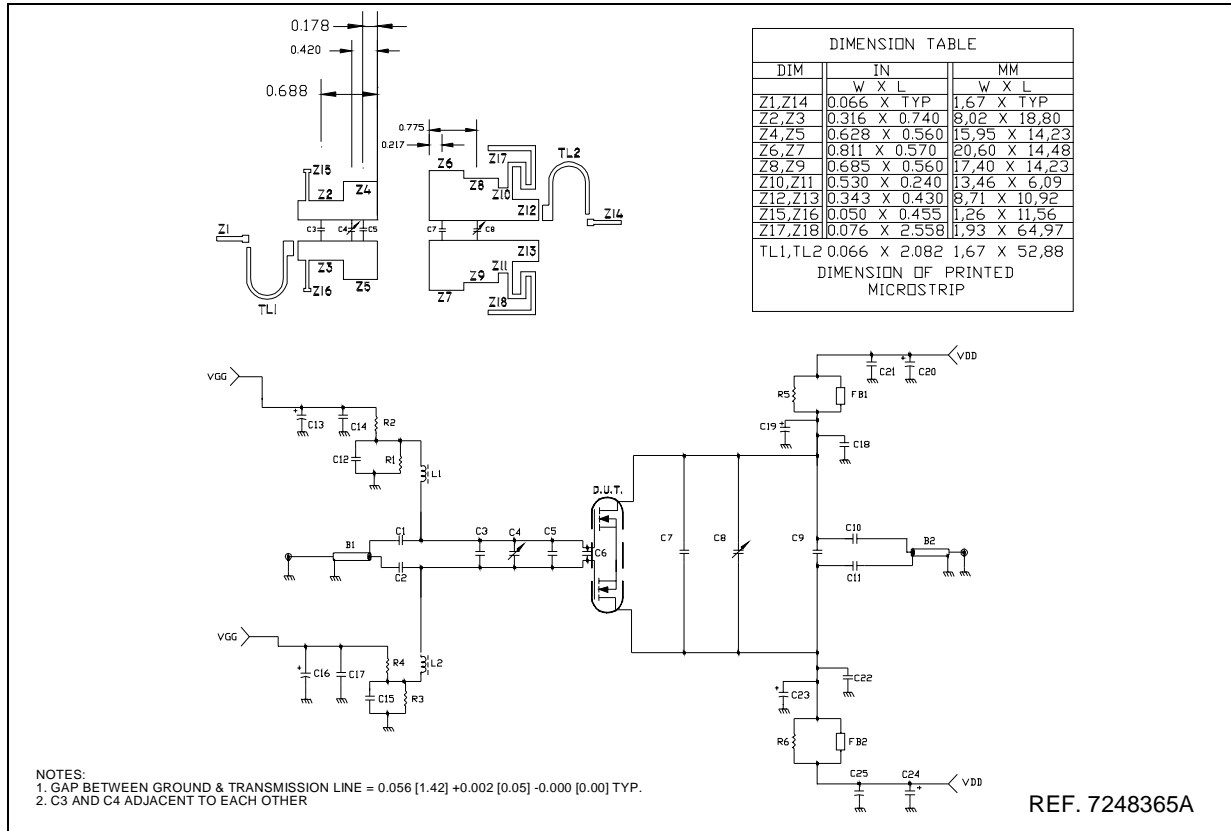 0.178
0.420
0.688
0.775
0.217
Z15
Z2
Z4
Z1
C3
C4
C5
Z3
Z5
Z16
TL1
Z6
Z8
Z17
Z10
TL2
Z12
Z14
C7
C8
Z13
Z11
Z9
Z7
Z18
DIMENSION TABLE
DIM IN MM
W X L W X L
Z1,Z14 0.066 X TYP 1,67 X TYP
Z2,Z3 0.316 X 0.740 8,02 X 18,80
Z4,Z5 0.628 X 0.560 15,95 X 14,23
Z6,Z7 0.811 X 0.570 20,60 X 14,48
Z8,Z9 0.685 X 0.560 17,40 X 14,23
Z10,Z11 0.530 X 0.240 13,46 X 6,09
Z12,Z13 0.343 X 0.430 8,71 X 10,92
Z15,Z16 0.050 X 0.455 1,26 X 11,56
Z17,Z18 0.076 X 2.558 1,93 X 64,97
TL1,TL2 0.066 X 2.082 1,67 X 52,88
DIMENSION OF PRINTED
MICROSTRIP
VGG
+
C13
C14
R2
C12
R1
L1
B1
C1
C2
C3
C4
C5
C6
D.U.T.
C7
C8
C9
C10
C11
B2
VDD
C21
+
C20
R5
FB1
C19
+
C18
VGG
+
C16
C17
R4
L2
C15
R3
C22
+
C23
R6
FB2
C25
C24
+
VDD
NOTES:
1. GAP BETWEEN GROUND & TRANSMISSION LINE = 0.056 [1.42] +0.002 [0.05] -0.000 [0.00] TYP.
2. C3 AND C4 ADJACENT TO EACH OTHER
REF. 7248365A